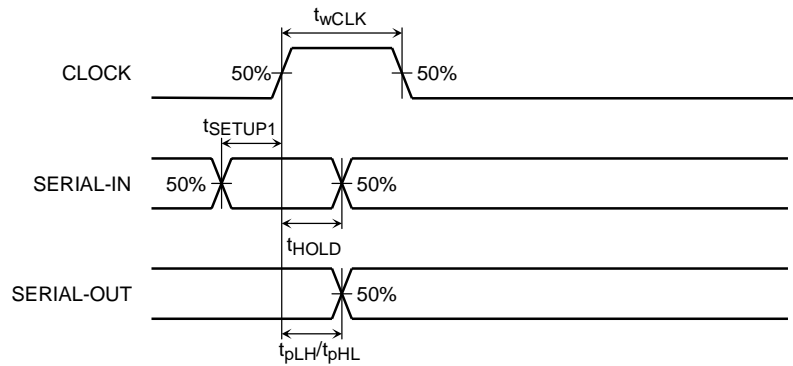 twCLK
CLOCK
50%
50%
tSETUP1
SERIAL-IN
50%
50%
tHOLD
SERIAL-OUT
50%
tpLH/tpHL